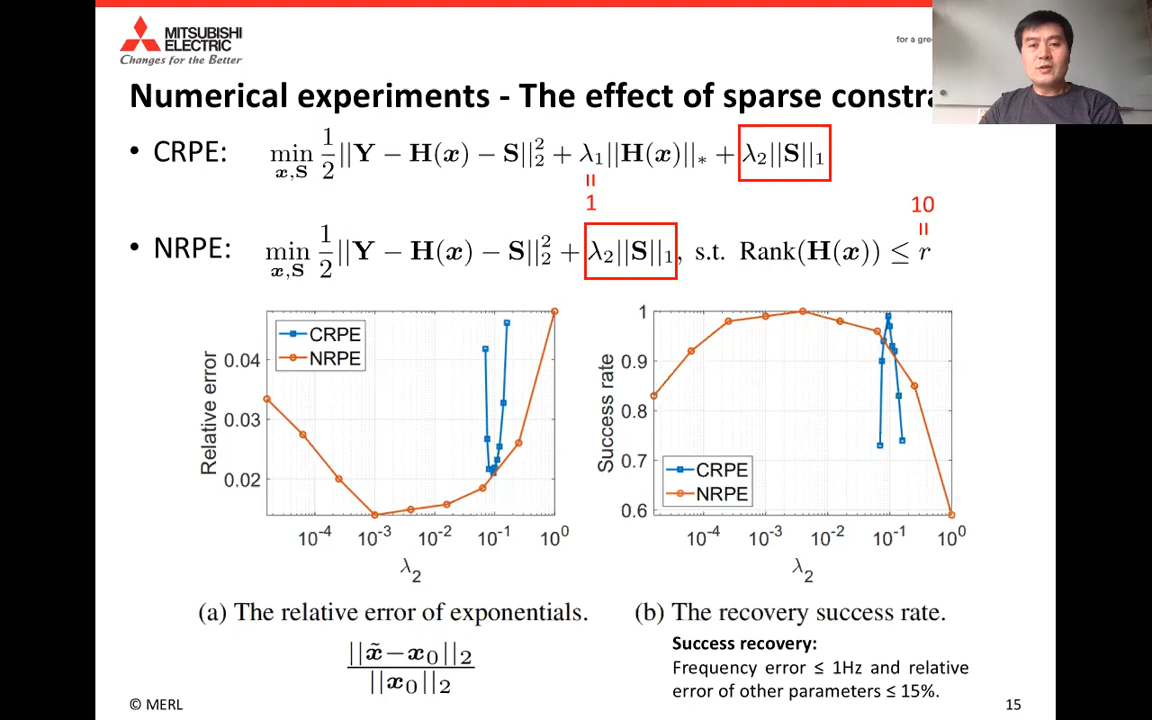 MITSUBISHI
ELECTRIC
Changes for the Better
for a gre
Numerical experiments - The effect of sparse constra
• CRPE: min_{x,S} 1/2||Y − H(x) − S||_2^2 + λ_1||H(x)||_* + λ_2||S||_1
=
1
10
=
• NRPE: min_{x,S} 1/2||Y − H(x) − S||_2^2 + λ_2||S||_1, s.t. Rank(H(x)) ≤ r
CRPE
NRPE
0.04
0.03
0.02
Relative error
10^-4 10^-3 10^-2 10^-1 10^0
λ_2
1
0.9
0.8
0.7
0.6
Success rate
CRPE
NRPE
10^-4 10^-3 10^-2 10^-1 10^0
λ_2
(a) The relative error of exponentials.
||x̃−x_0||_2
||x_0||_2
(b) The recovery success rate.
Success recovery:
Frequency error ≤ 1Hz and relative
error of other parameters ≤ 15%.
© MERL
15